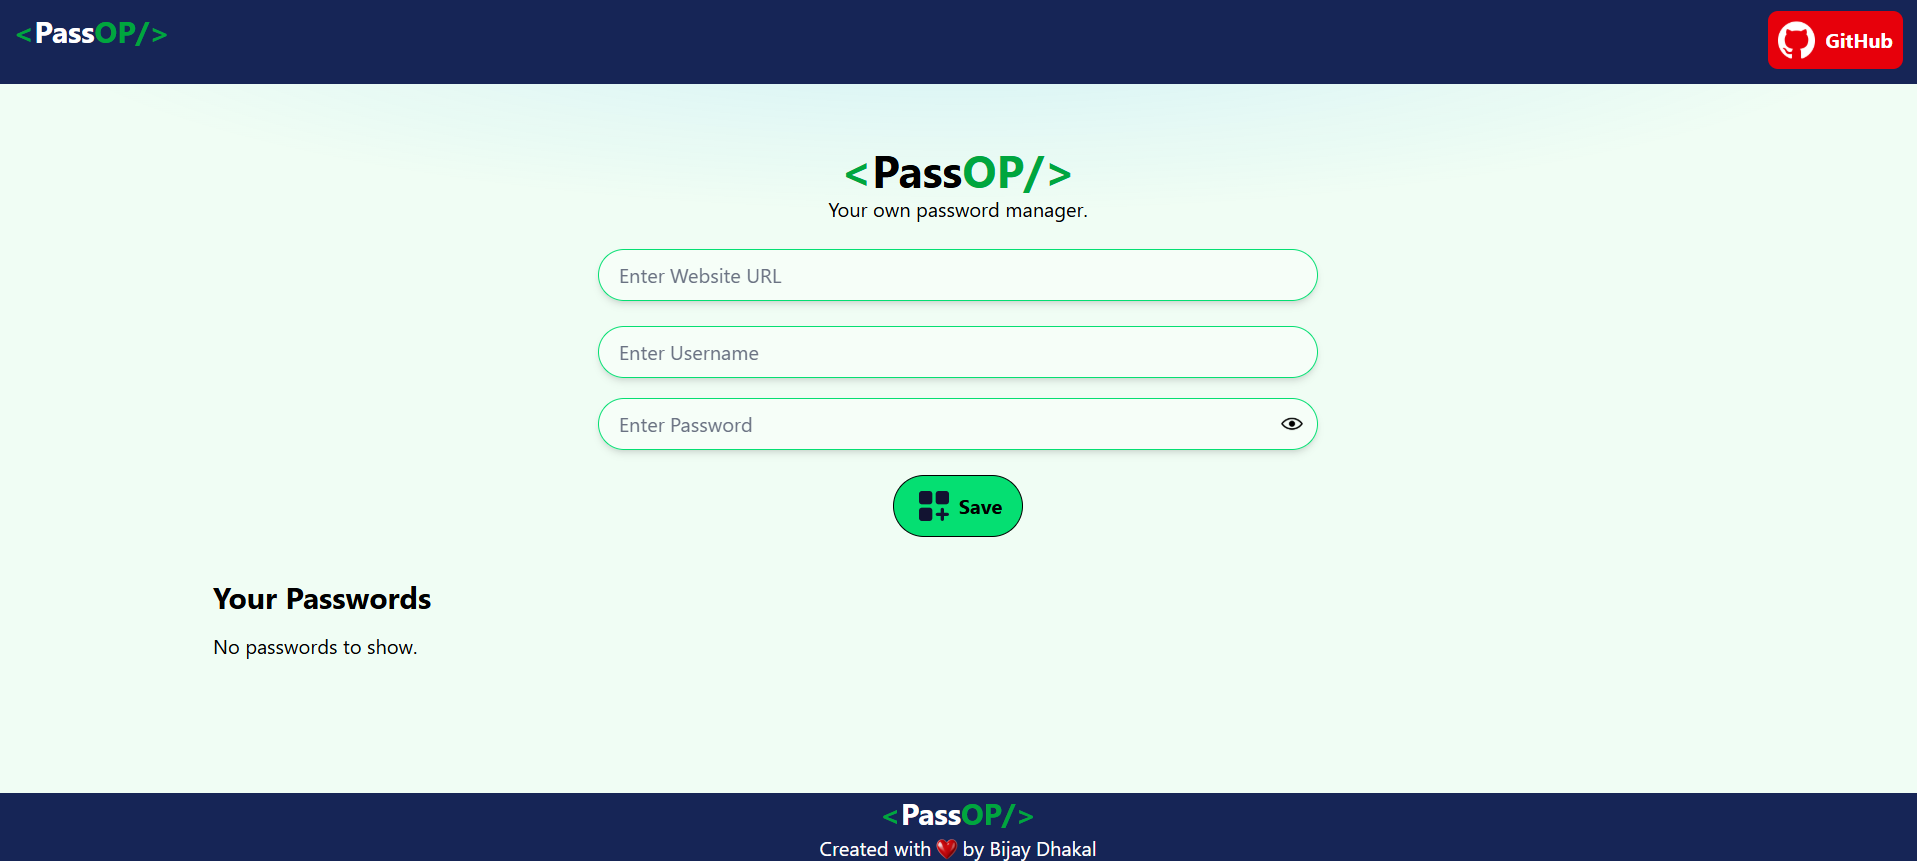 <PassOP/>
GitHub
<PassOP/>
Your own password manager.
Enter Website URL
Enter Username
Enter Password
Save
Your Passwords
No passwords to show.
<PassOP/>
Created with ❤️ by Bijay Dhakal